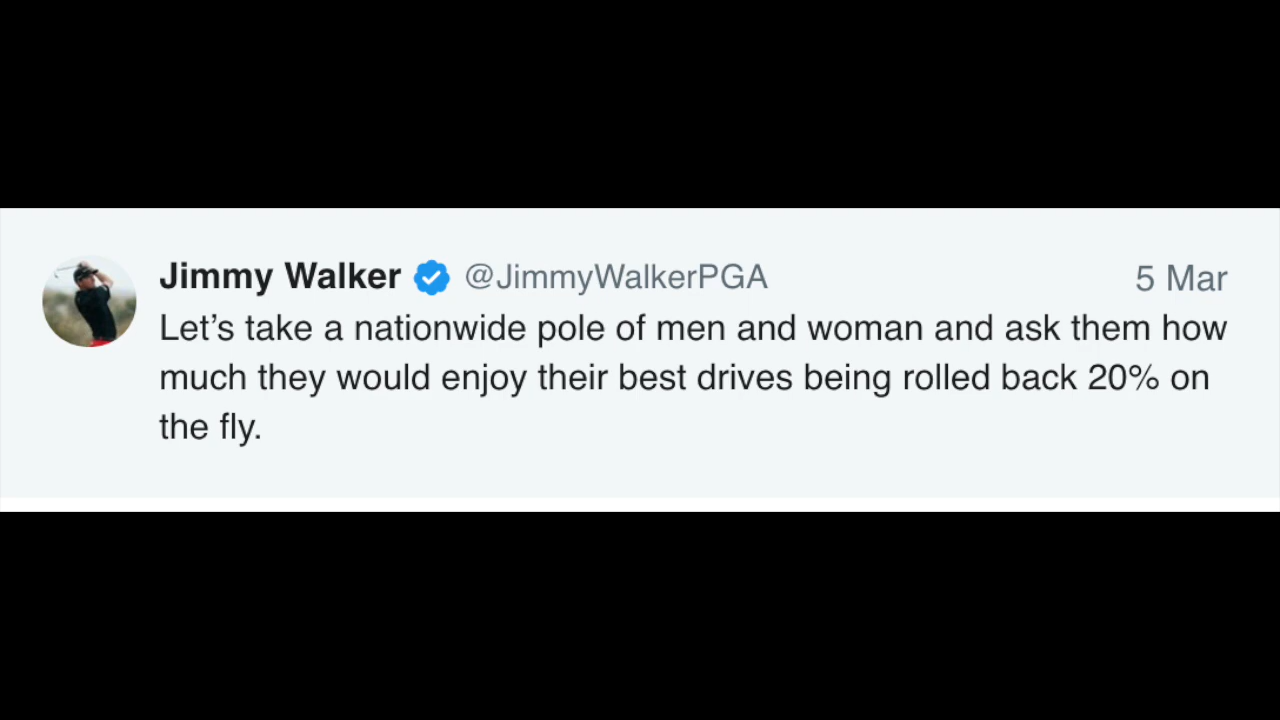 Jimmy Walker @JimmyWalkerPGA 5 Mar
Let’s take a nationwide pole of men and woman and ask them how
much they would enjoy their best drives being rolled back 20% on
the fly.